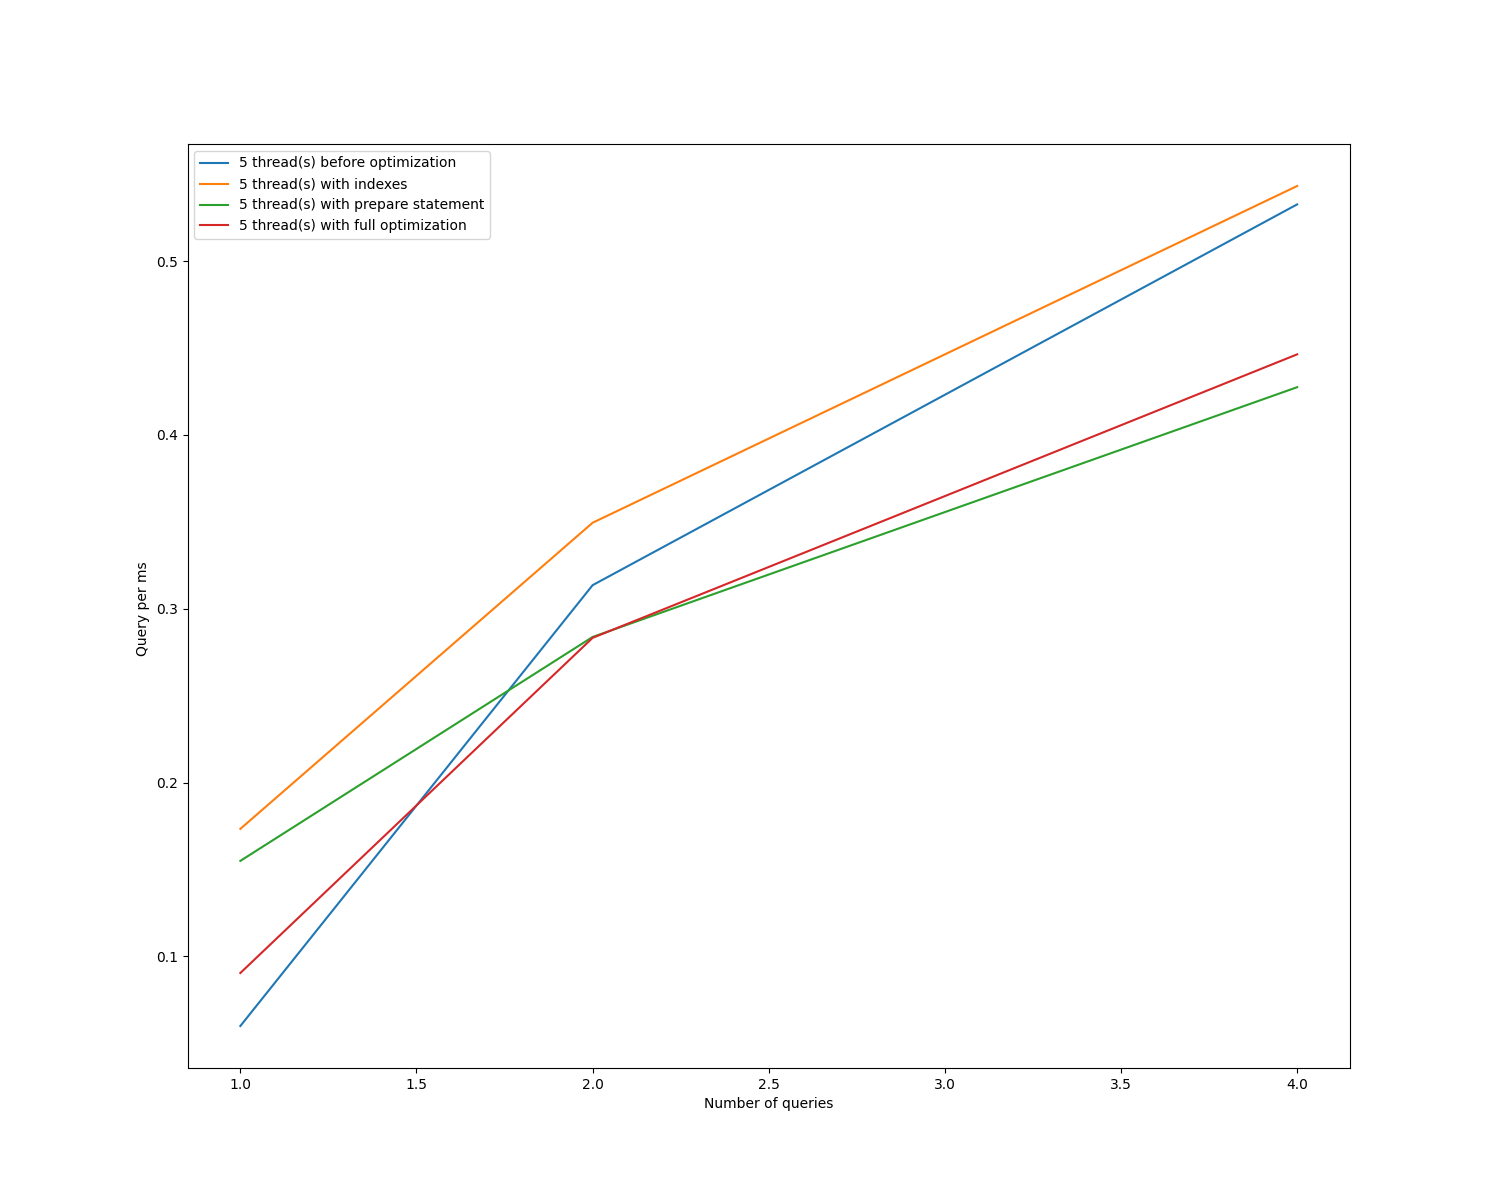 5 thread(s) before optimization
5 thread(s) with indexes
5 thread(s) with prepare statement
5 thread(s) with full optimization
0.5
0.4
0.3
0.2
0.1
Query per ms
1.0 1.5 2.0 2.5 3.0 3.5 4.0
Number of queries